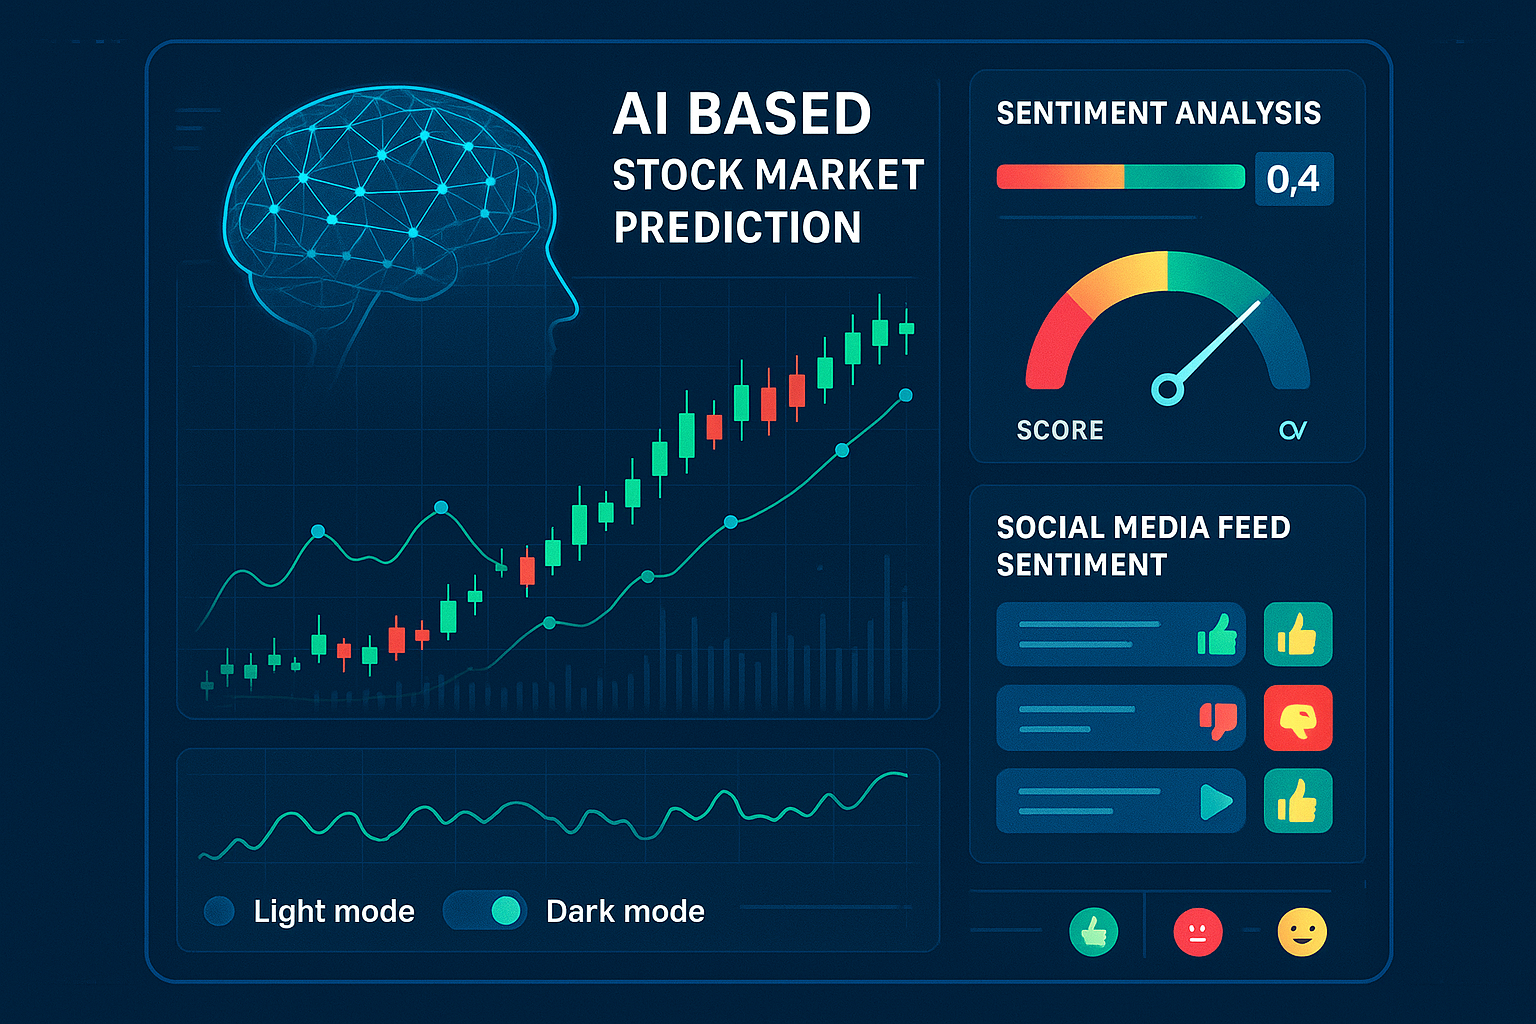 AI BASED
STOCK MARKET
PREDICTION
SENTIMENT ANALYSIS
0,4
SCORE
SOCIAL MEDIA FEED
SENTIMENT
Light mode
Dark mode